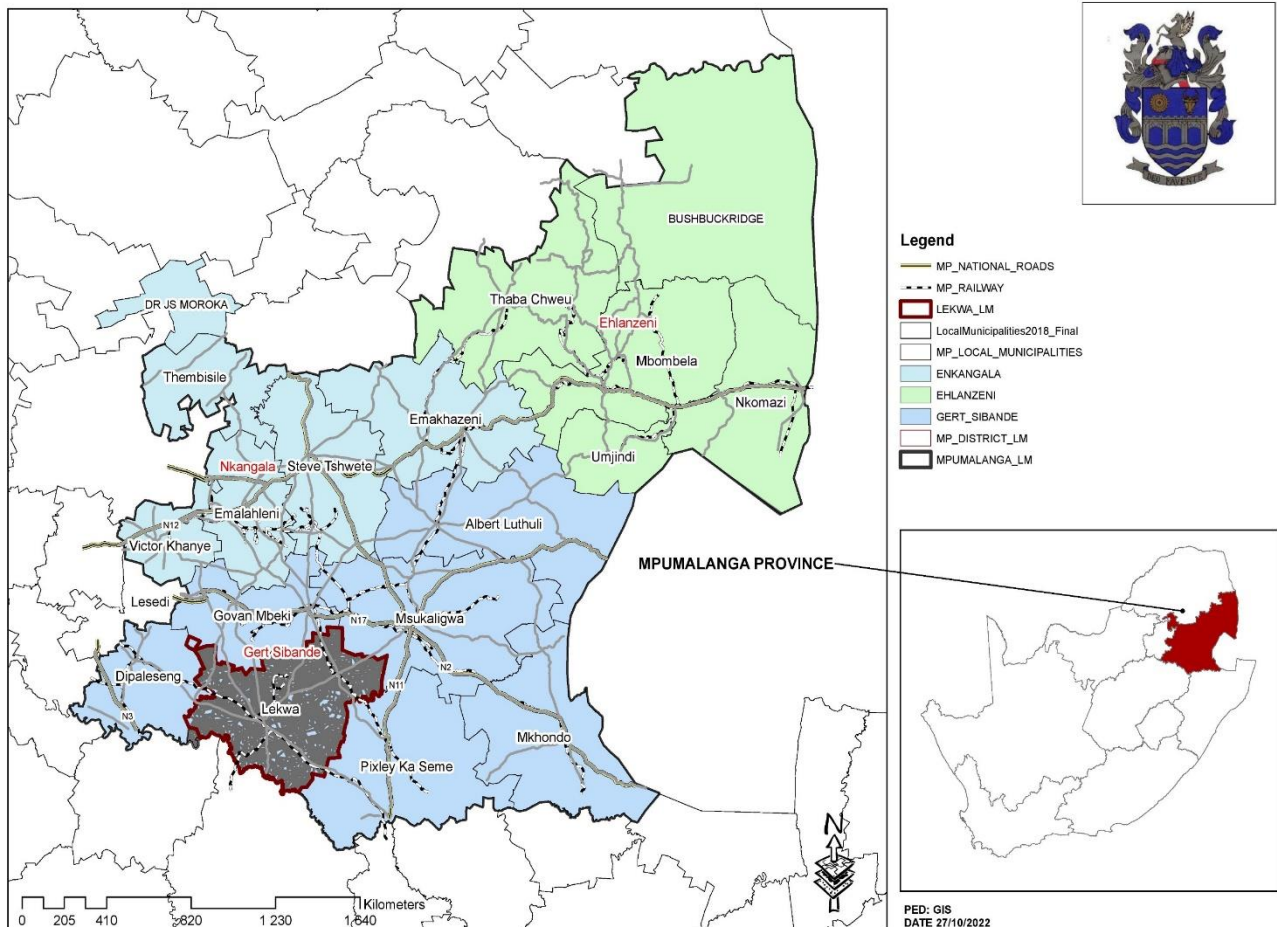 BUSHBUCKRIDGE
DR JS MOROKA
Thaba Chweu
Ehlanzeni
Mbombela
Thembisile
Nkomazi
Emakhazeni
Umjindi
Nkangala
Steve Tshwete
Emalahleni
N12
Victor Khanye
Albert Luthuli
Lesedi
Govan Mbeki
N17
Msukaligwa
Gert Sibande
N2
Dipaleseng
N11
Lekwa
N3
Mkhondo
Pixley Ka Seme
N
Kilometers
0 205 410 820 1 230 1 640
DEO FAVENTE
Legend
MP_NATIONAL_ROADS
MP_RAILWAY
LEKWA_LM
LocalMunicipalities2018_Final
MP_LOCAL_MUNICIPALITIES
ENKANGALA
EHLANZENI
GERT_SIBANDE
MP_DISTRICT_LM
MPUMALANGA_LM
MPUMALANGA PROVINCE
PED: GIS
DATE 27/10/2022